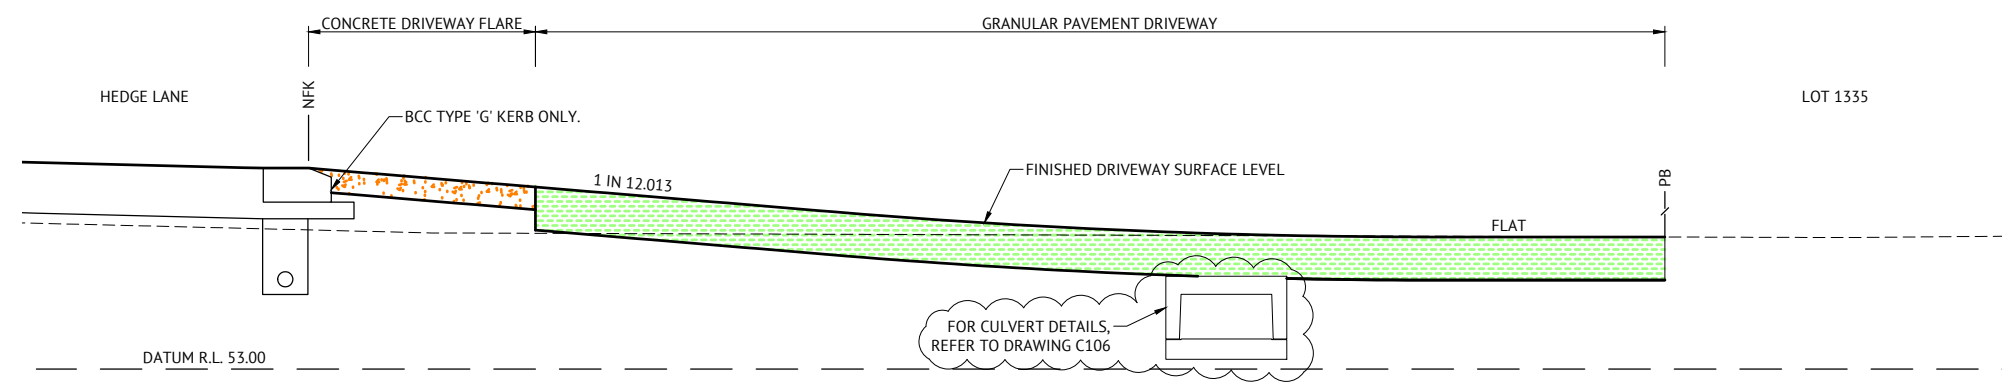 CONCRETE DRIVEWAY FLARE
GRANULAR PAVEMENT DRIVEWAY
HEDGE LANE
NFK
LOT 1335
BCC TYPE 'G' KERB ONLY.
1 IN 12.013
FINISHED DRIVEWAY SURFACE LEVEL
PB
FLAT
FOR CULVERT DETAILS,
REFER TO DRAWING C106
DATUM R.L. 53.00